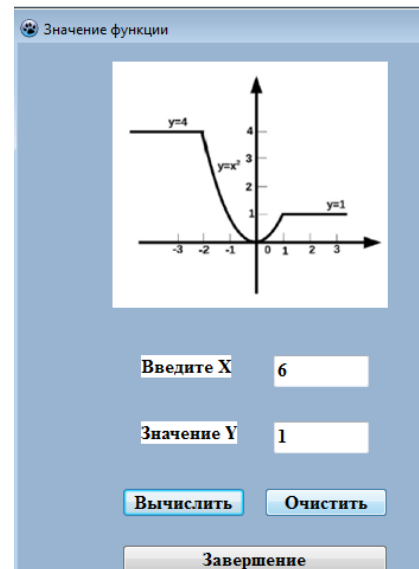 Значение функции
y=4
4
y=x²
3
2
y=1
1
-3 -2 -1 0 1 2 3
Введите X 6
Значение Y 1
Вычислить Очистить
Завершение